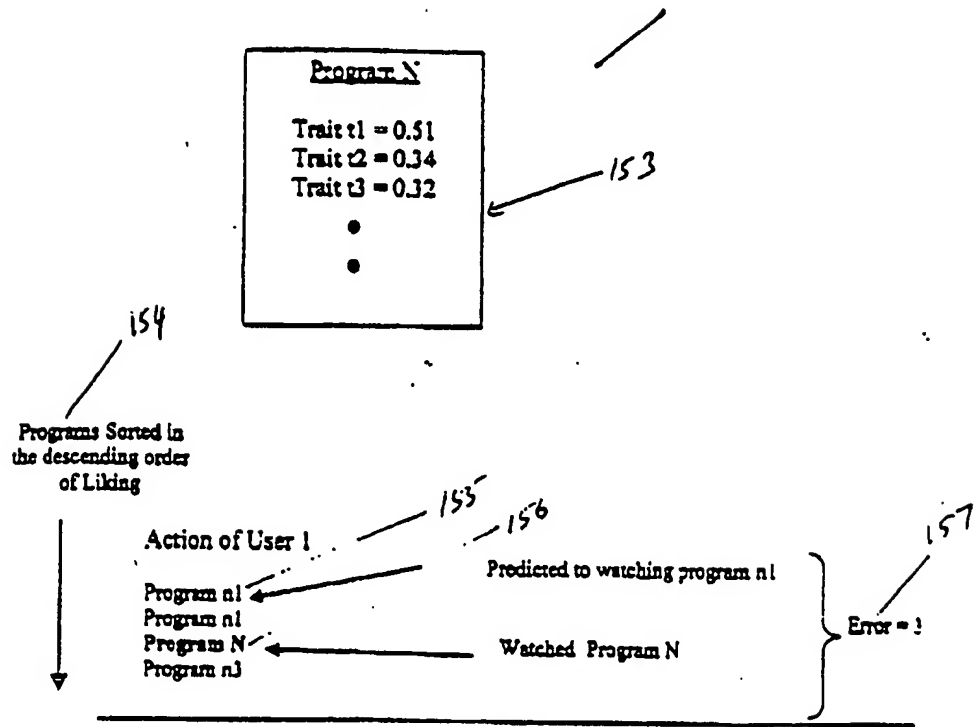 Program N
Trait t1 = 0.51
Trait t2 = 0.34
Trait t3 = 0.32
153
154
Programs Sorted in
the descending order
of Liking
155
156
157
Action of User 1
Predicted to watching program n1
Program n1
Program n1
Program N
Watched Program N
Program n3
Error =